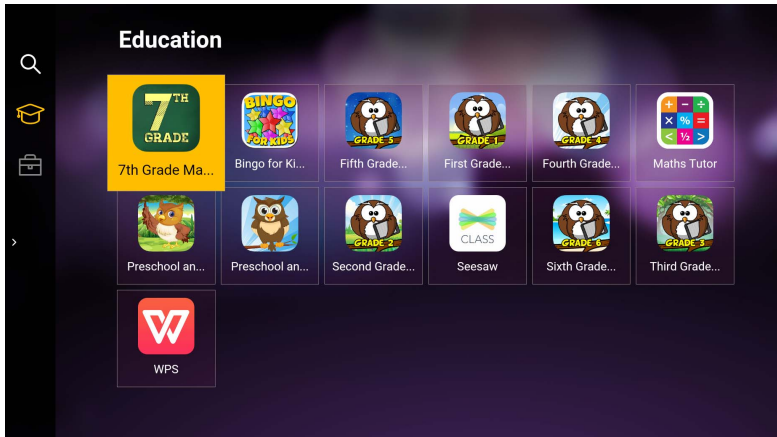 Education
7TH
GRADE
7th Grade Ma...
BINGO
FOR KIDS
Bingo for Ki...
GRADE 5
Fifth Grade...
GRADE 1
First Grade...
GRADE 4
Fourth Grade...
+ - ÷
× % =
< ½ >
Maths Tutor
Preschool an...
Preschool an...
GRADE 2
Second Grade...
CLASS
Seesaw
GRADE 6
Sixth Grade...
GRADE 3
Third Grade...
W
WPS